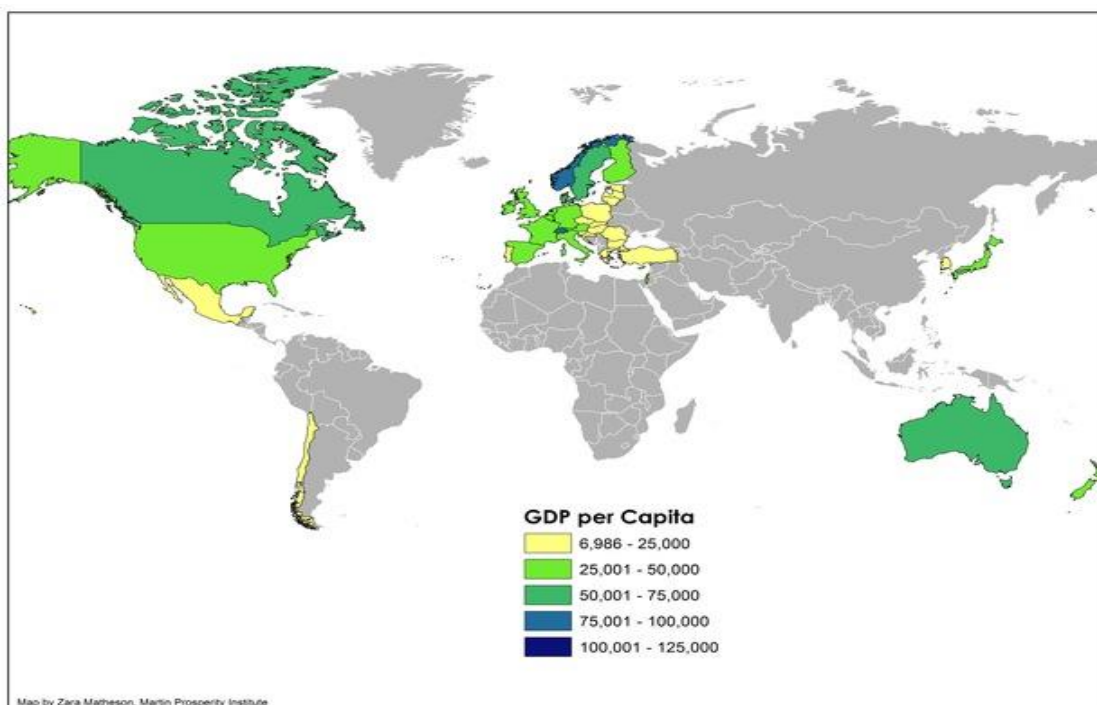 GDP per Capita
6,986 - 25,000
25,001 - 50,000
50,001 - 75,000
75,001 - 100,000
100,001 - 125,000
Map by Zara Matheson, Martin Prosperity Institute